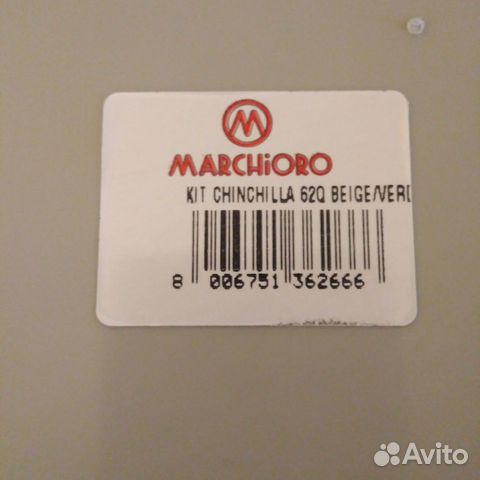 M
MARCHiORO
KIT CHINCHILLA 62Q BEIGE/VERD
8 006751 362666
Avito